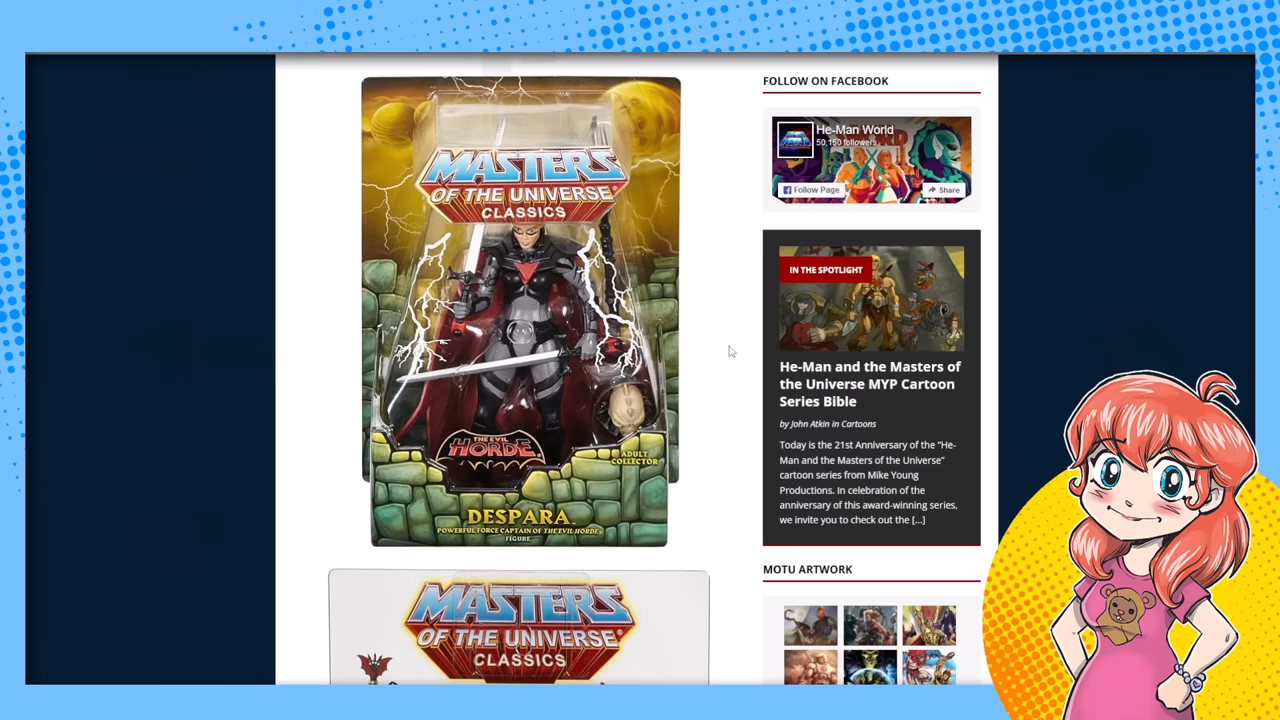 MASTERS
OF THE UNIVERSE
CLASSICS
THE EVIL
HORDE
ADULT
COLLECTOR
DESPARA
POWERFUL FORCE CAPTAIN OF THE EVIL HORDE
FIGURE
MASTERS
OF THE UNIVERSE
CLASSICS
FOLLOW ON FACEBOOK
He-Man World
50,150 followers
Follow Page
Share
IN THE SPOTLIGHT
He-Man and the Masters of
the Universe MYP Cartoon
Series Bible
by John Atkin in Cartoons
Today is the 21st Anniversary of the "He-
Man and the Masters of the Universe"
cartoon series from Mike Young
Productions. In celebration of the
anniversary of this award-winning series,
we invite you to check out the [...]
MOTU ARTWORK